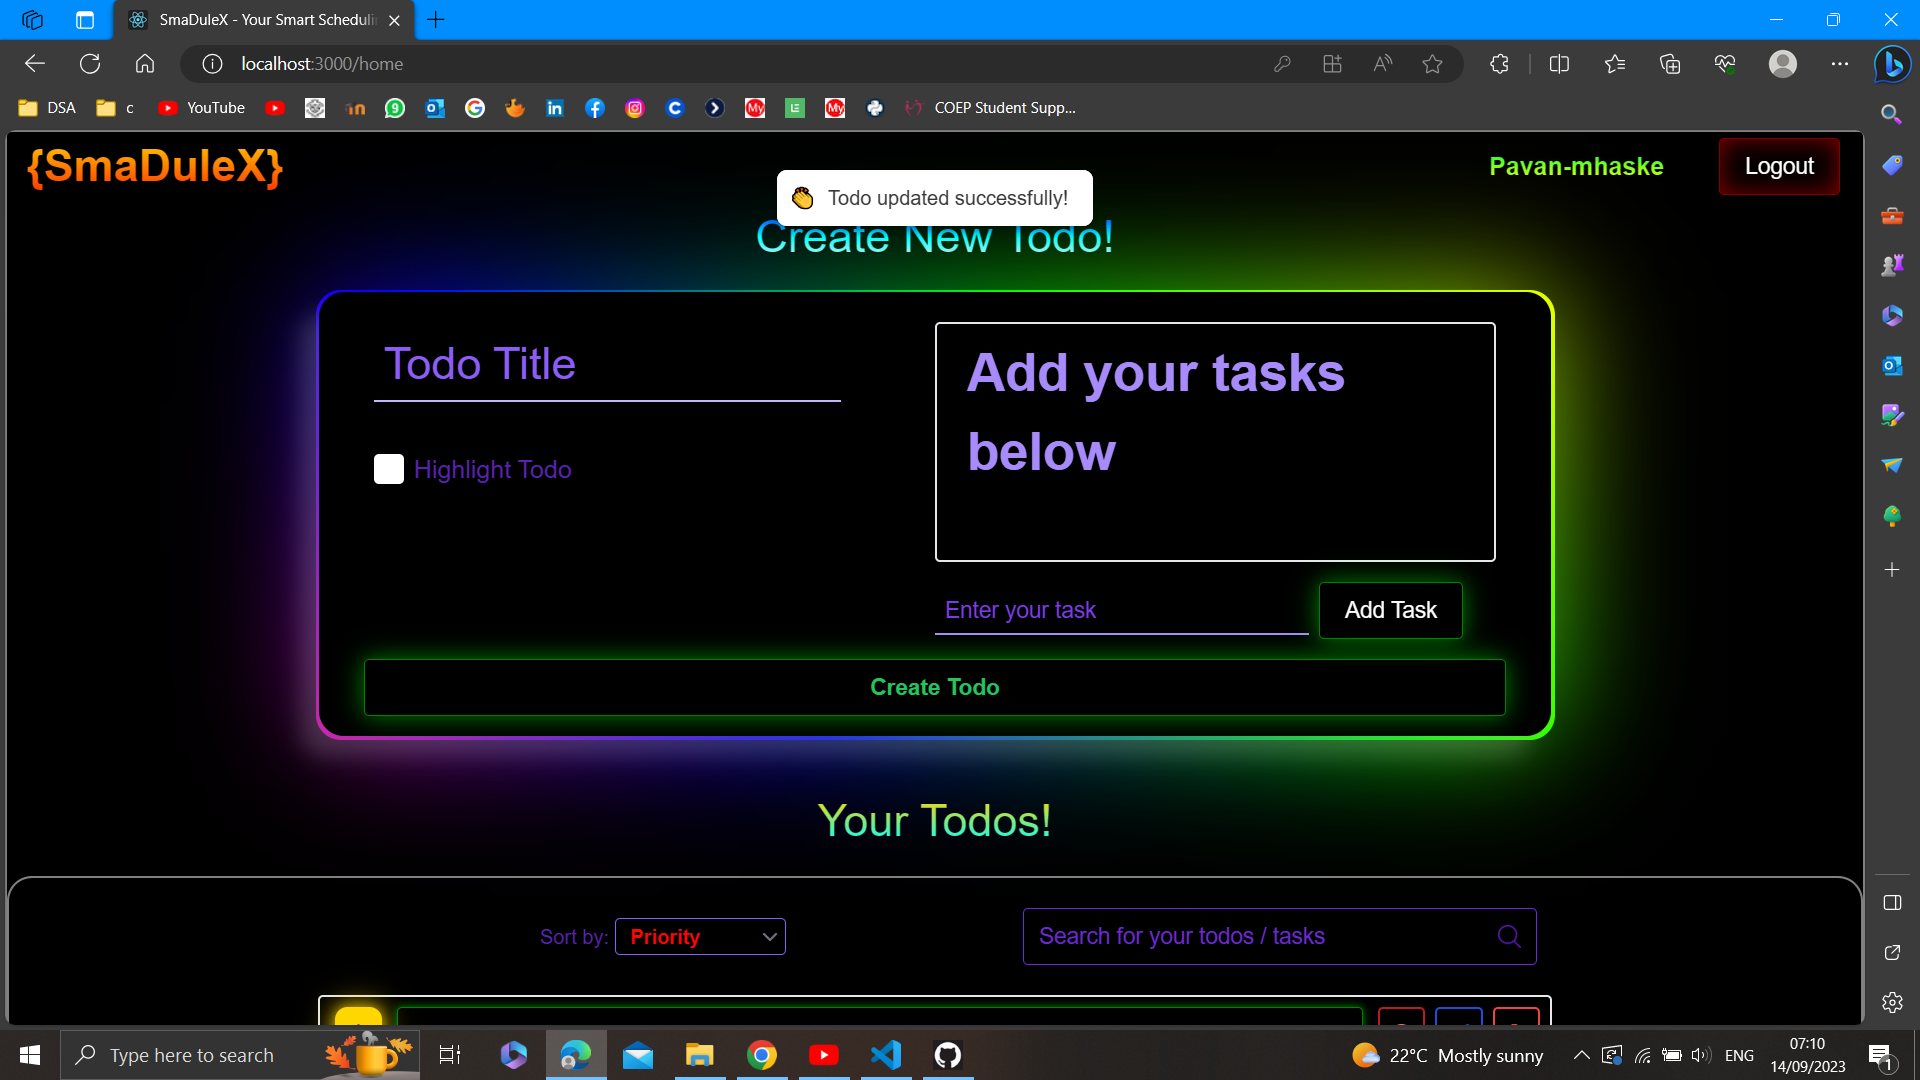 SmaDuleX - Your Smart Scheduli
localhost:3000/home
DSA
c
YouTube
COEP Student Supp...
{SmaDuleX}
Pavan-mhaske
Logout
Todo updated successfully!
Create New Todo!
Todo Title
Highlight Todo
Add your tasks
below
Enter your task
Add Task
Create Todo
Your Todos!
Sort by:
Priority
Search for your todos / tasks
Type here to search
22°C Mostly sunny
ENG
07:10
14/09/2023
1